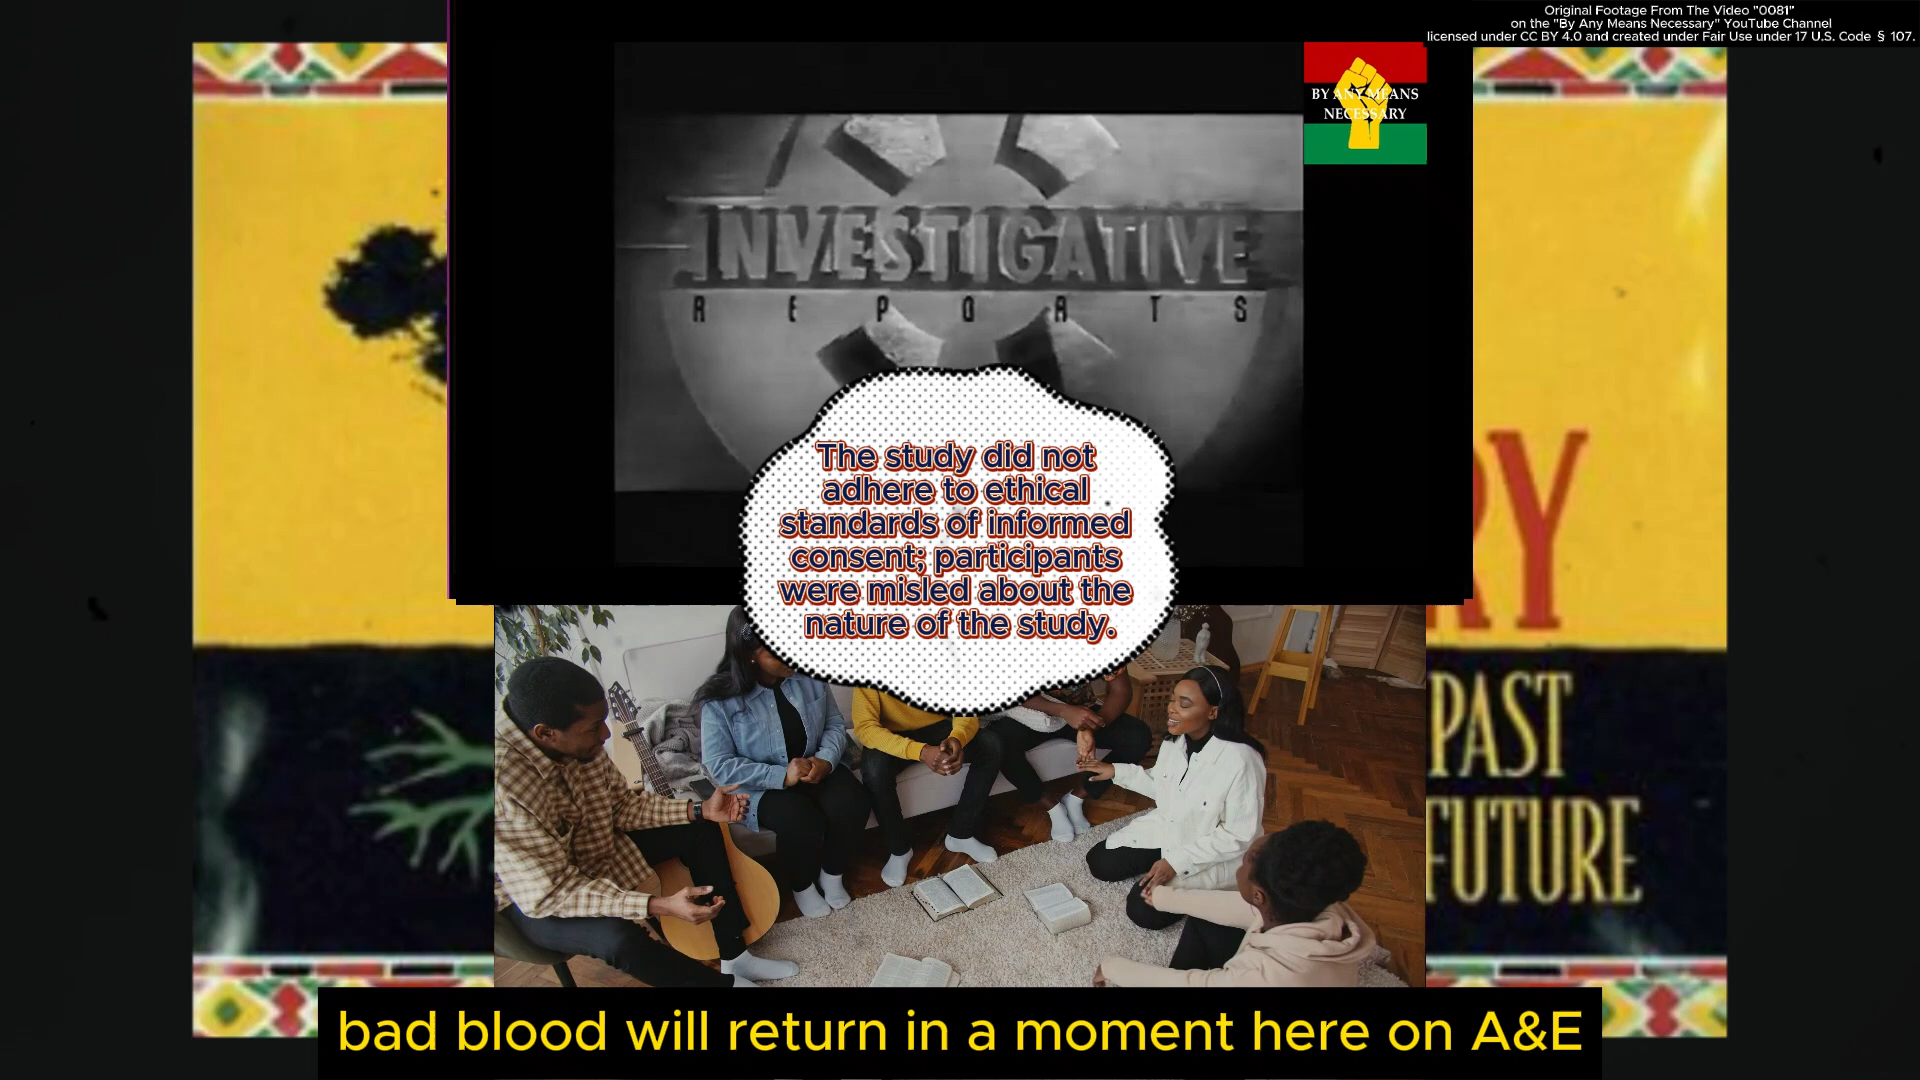 Original Footage From The Video "0081"
on the "By Any Means Necessary" YouTube Channel
licensed under CC BY 4.0 and created under Fair Use under 17 U.S. Code § 107.
BY ANY MEANS
NECESSARY
INVESTIGATIVE
REPORTS
The study did not
adhere to ethical
standards of informed
consent; participants
were misled about the
nature of the study.
RY
PAST
FUTURE
bad blood will return in a moment here on A&E